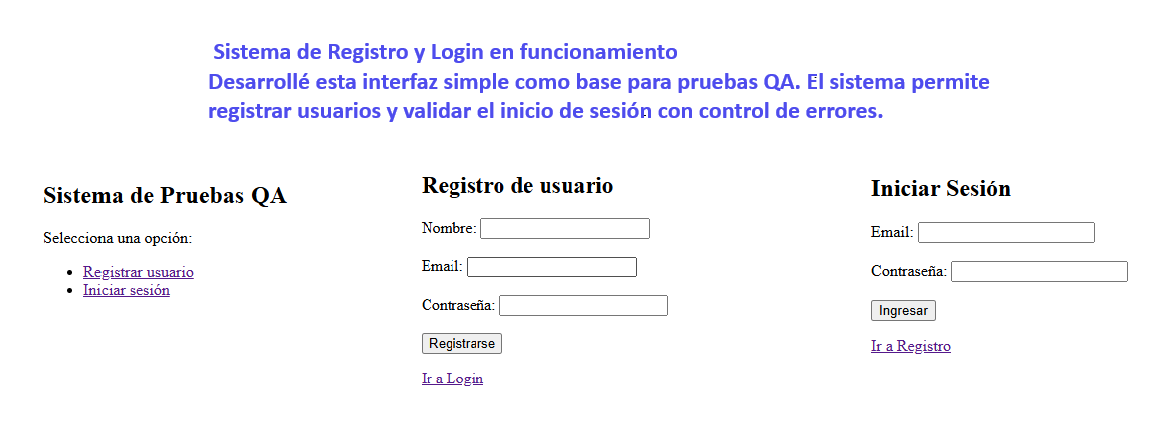 Sistema de Registro y Login en funcionamiento
Desarrollé esta interfaz simple como base para pruebas QA. El sistema permite
registrar usuarios y validar el inicio de sesión con control de errores.
Sistema de Pruebas QA
Selecciona una opción:
Registrar usuario
Iniciar sesión
Registro de usuario
Nombre:
Email:
Contraseña:
Registrarse
Ir a Login
Iniciar Sesión
Email:
Contraseña:
Ingresar
Ir a Registro